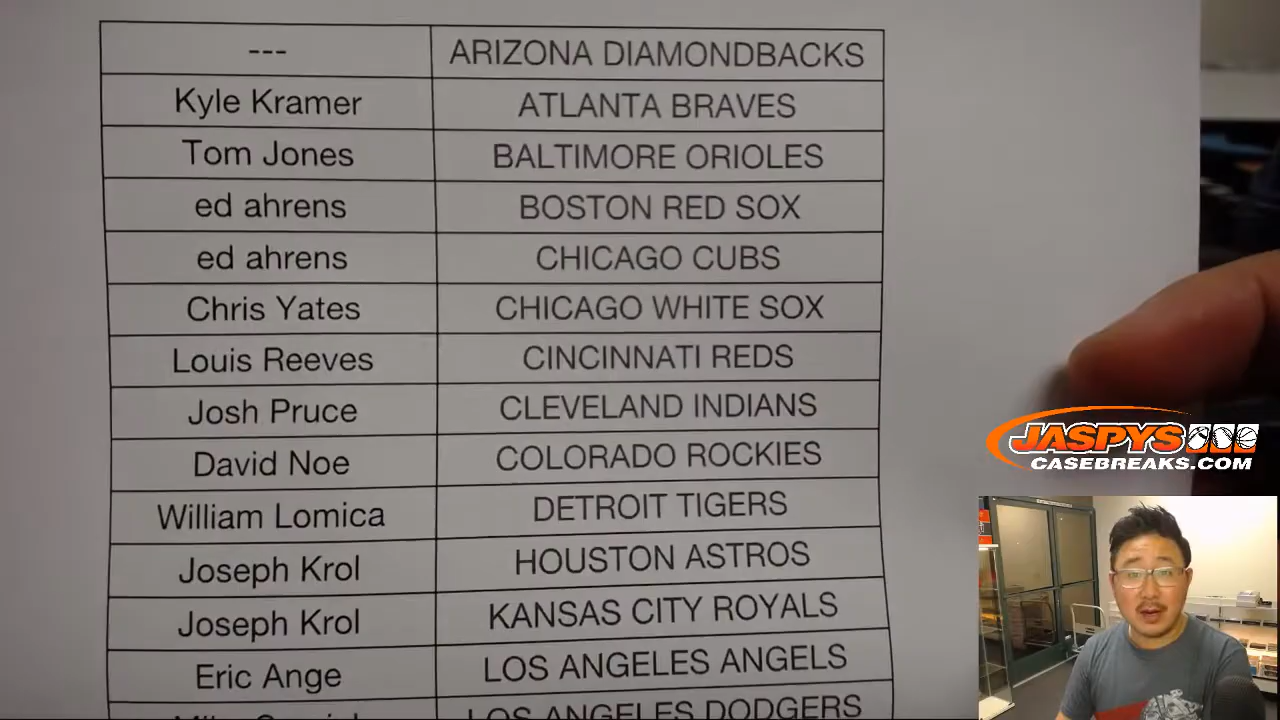 --- ARIZONA DIAMONDBACKS
Kyle Kramer ATLANTA BRAVES
Tom Jones BALTIMORE ORIOLES
ed ahrens BOSTON RED SOX
ed ahrens CHICAGO CUBS
Chris Yates CHICAGO WHITE SOX
Louis Reeves CINCINNATI REDS
Josh Pruce CLEVELAND INDIANS
David Noe COLORADO ROCKIES
William Lomica DETROIT TIGERS
Joseph Krol HOUSTON ASTROS
Joseph Krol KANSAS CITY ROYALS
Eric Ange LOS ANGELES ANGELS
LOS ANGELES DODGERS
JASPYS
CASEBREAKS.COM